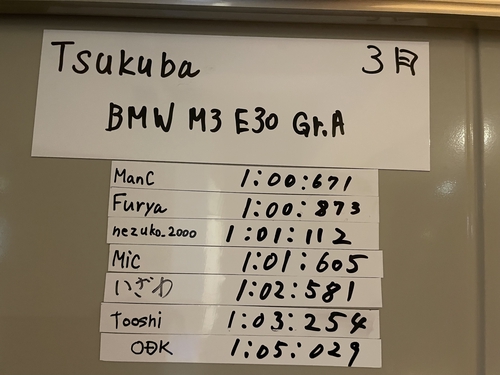 Tsukuba 3月
BMW M3 E30 Gr.A
ManC 1:00:671
Furya 1:00:873
nezuko_2000 1:01:112
Mic 1:01:605
いざわ 1:02:581
Tooshi 1:03:254
ODK 1:05:029